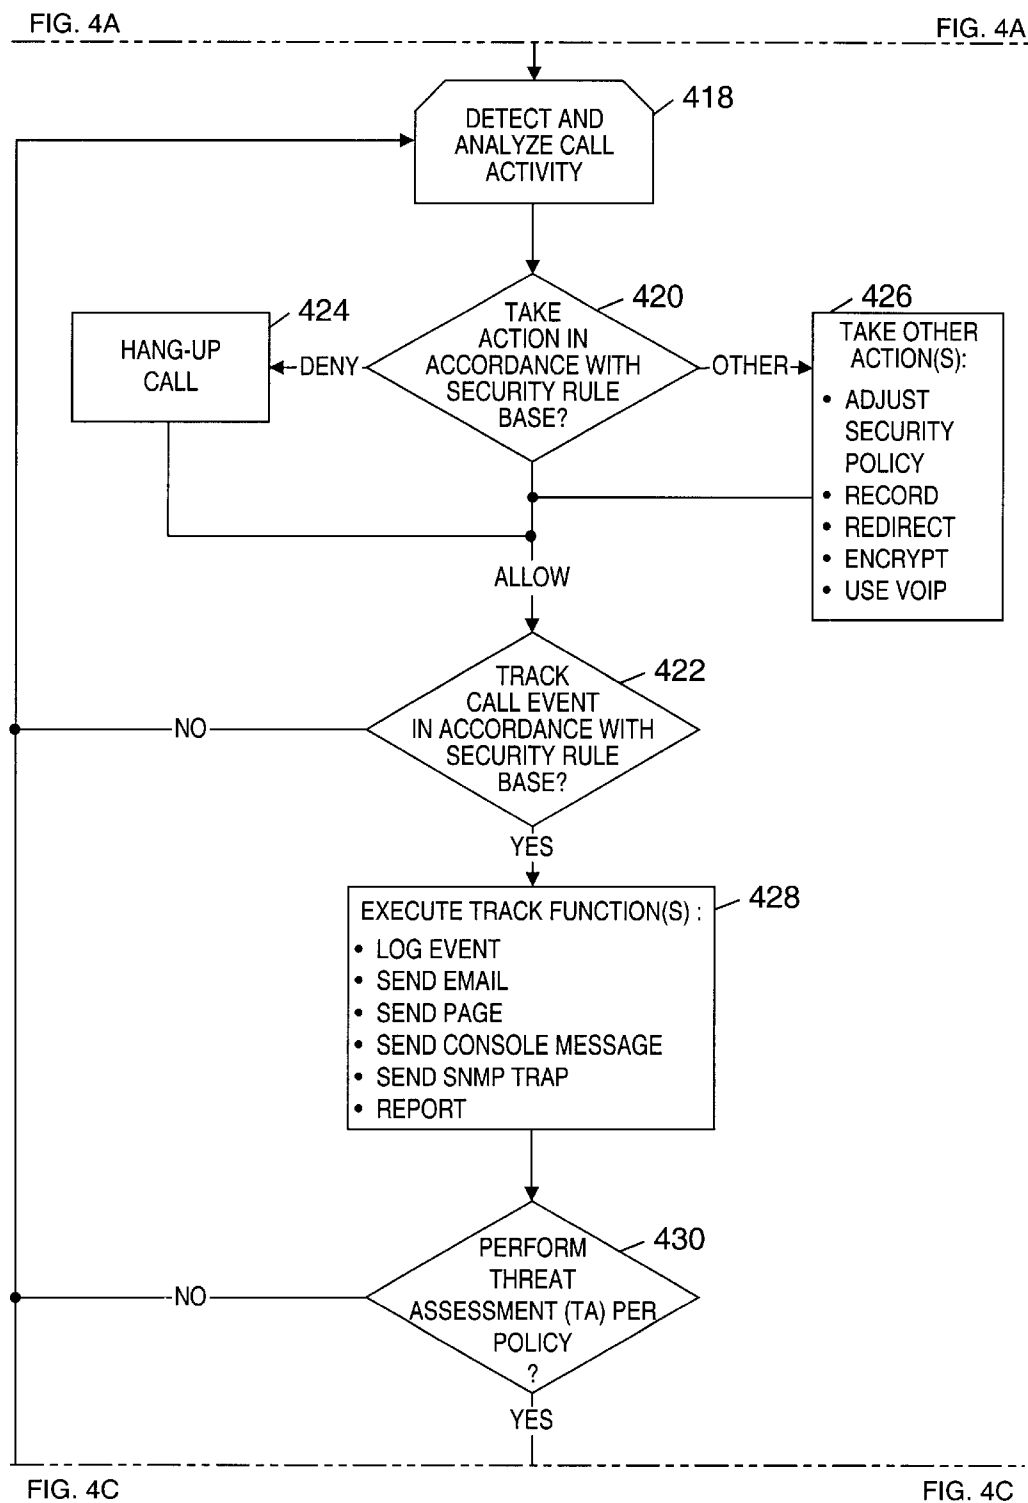 FIG. 4A
FIG. 4A
DETECT AND
ANALYZE CALL
ACTIVITY
418
TAKE
ACTION IN
ACCORDANCE WITH
SECURITY RULE
BASE?
420
DENY
OTHER
HANG-UP
CALL
424
426
TAKE OTHER
ACTION(S):
• ADJUST
SECURITY
POLICY
• RECORD
• REDIRECT
• ENCRYPT
• USE VOIP
ALLOW
TRACK
CALL EVENT
IN ACCORDANCE WITH
SECURITY RULE
BASE?
422
NO
YES
EXECUTE TRACK FUNCTION(S) :
• LOG EVENT
• SEND EMAIL
• SEND PAGE
• SEND CONSOLE MESSAGE
• SEND SNMP TRAP
• REPORT
428
PERFORM
THREAT
ASSESSMENT (TA) PER
POLICY
?
430
NO
YES
FIG. 4C
FIG. 4C